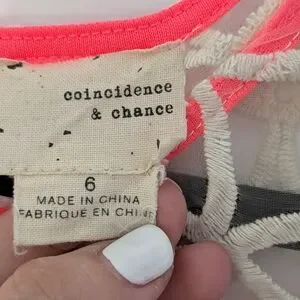 coincidence
& chance
6
MADE IN CHINA
FABRIQUE EN CHINE